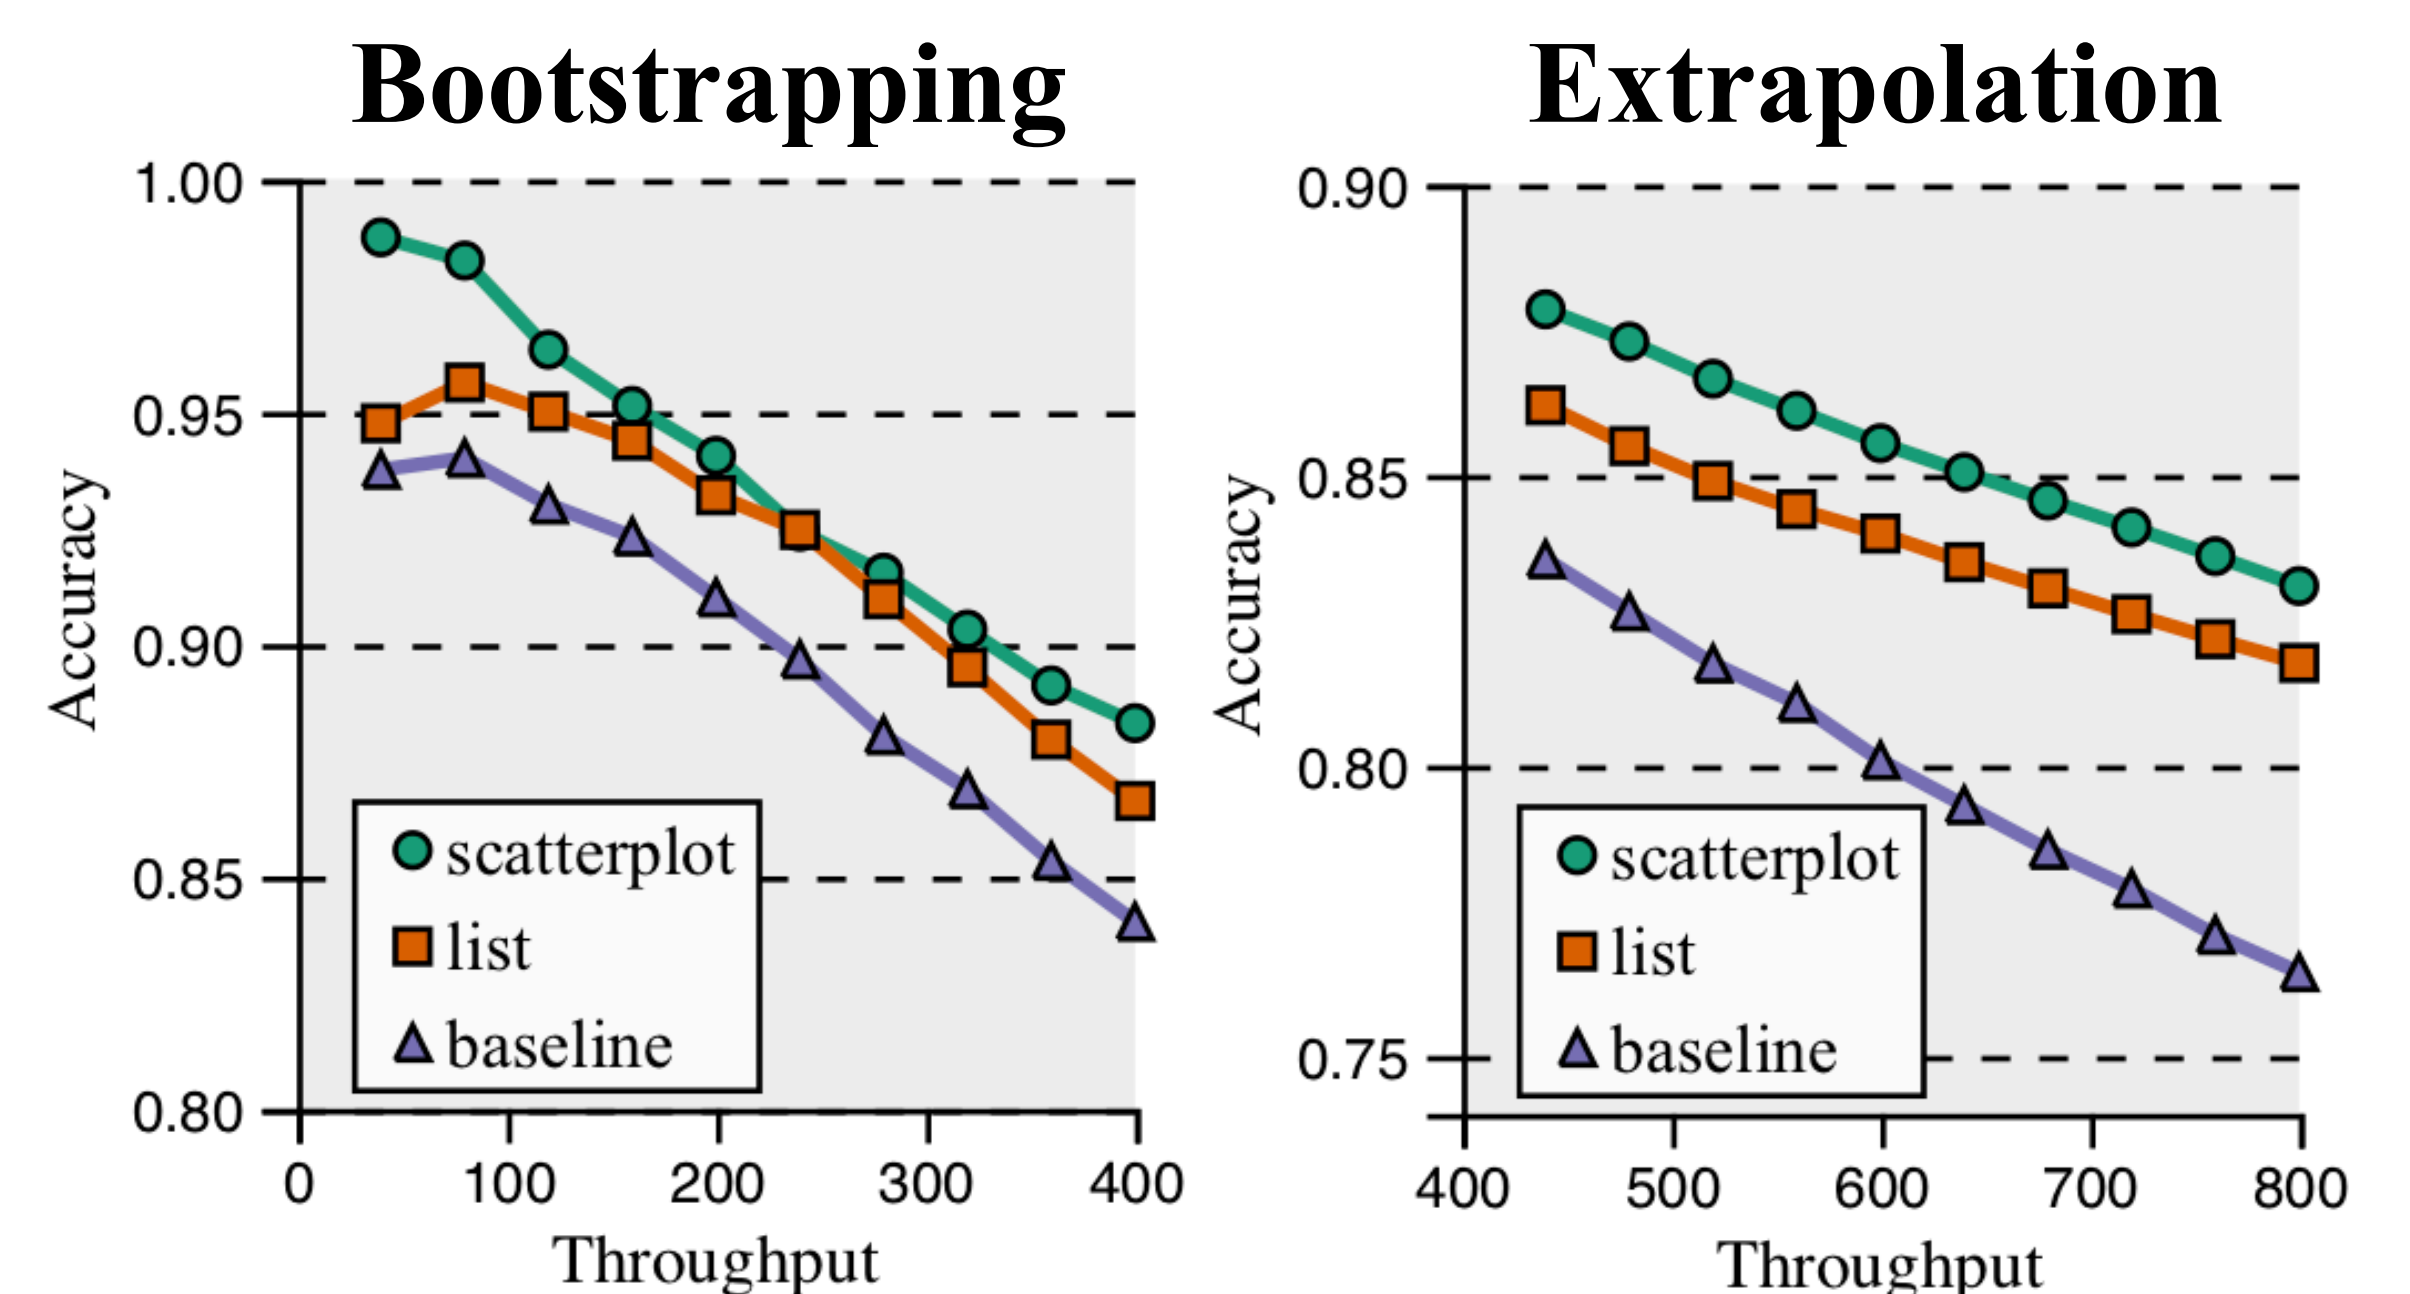 Bootstrapping
1.00
0.95
0.90
0.85
0.80
Accuracy
scatterplot
list
baseline
0 100 200 300 400
Throughput
Extrapolation
0.90
0.85
0.80
0.75
Accuracy
scatterplot
list
baseline
400 500 600 700 800
Throughput